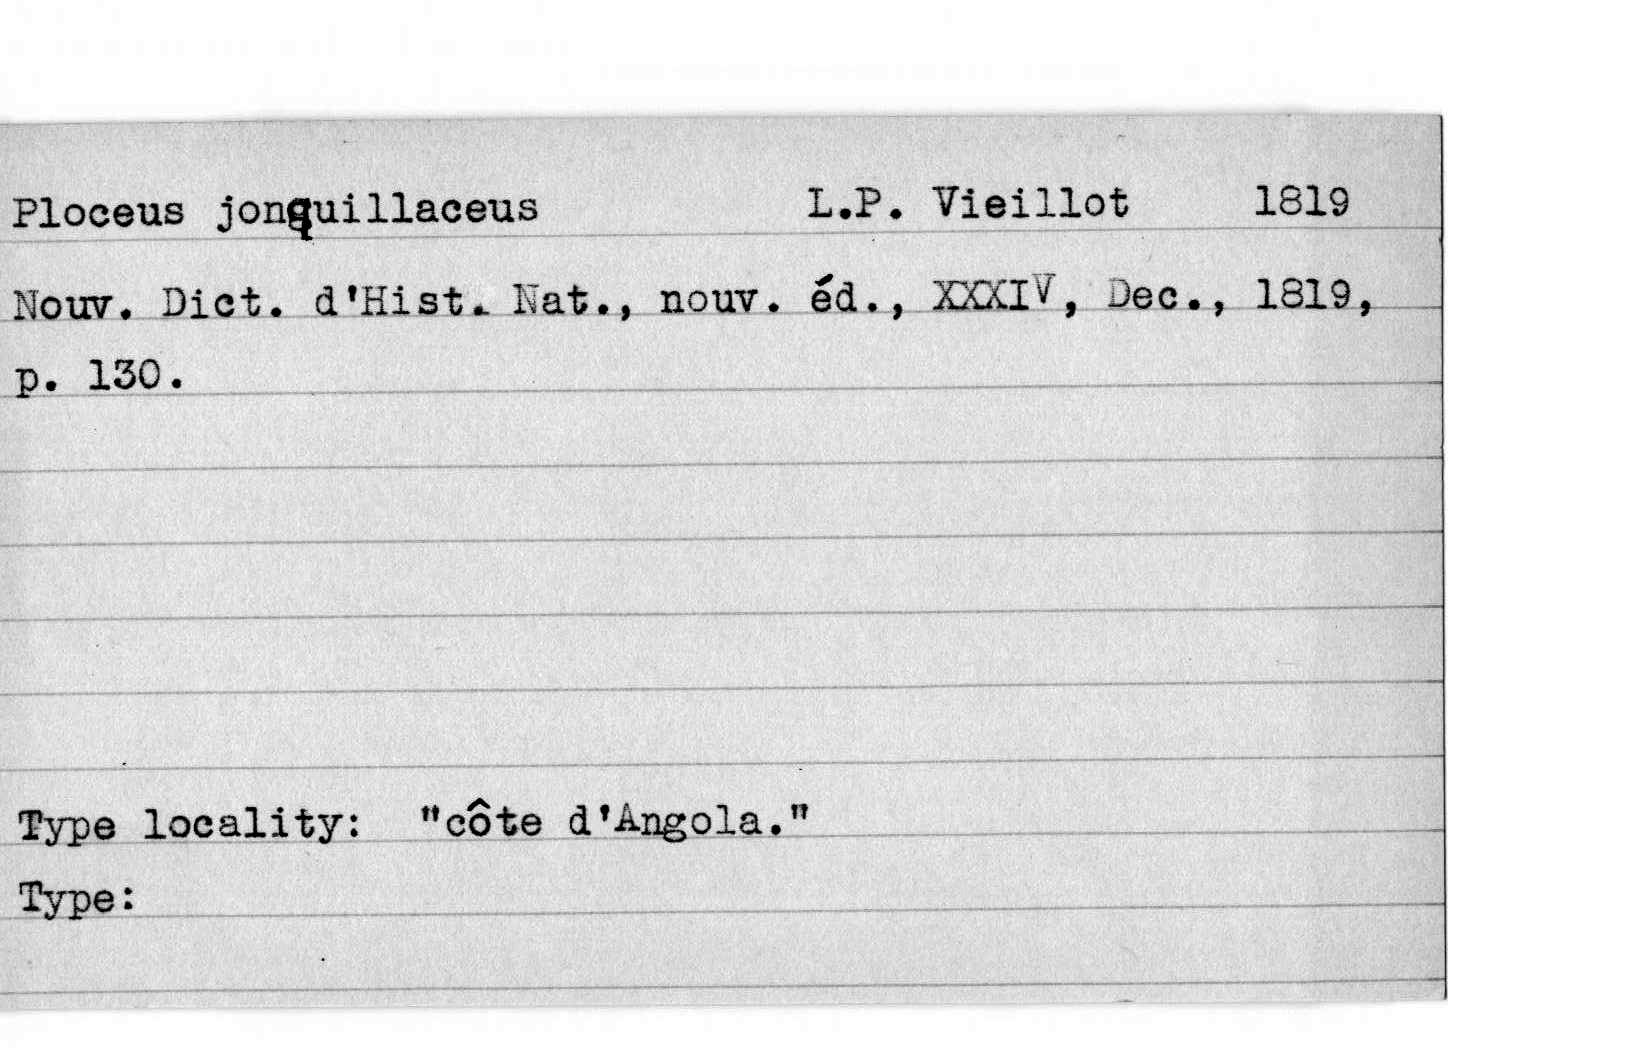 Ploceus jonquillaceus L.P. Vieillot 1819
Nouv. Dict. d'Hist. Nat., nouv. éd., XXXIV, Dec., 1819,
p. 130.
Type locality: "côte d'Angola."
Type: